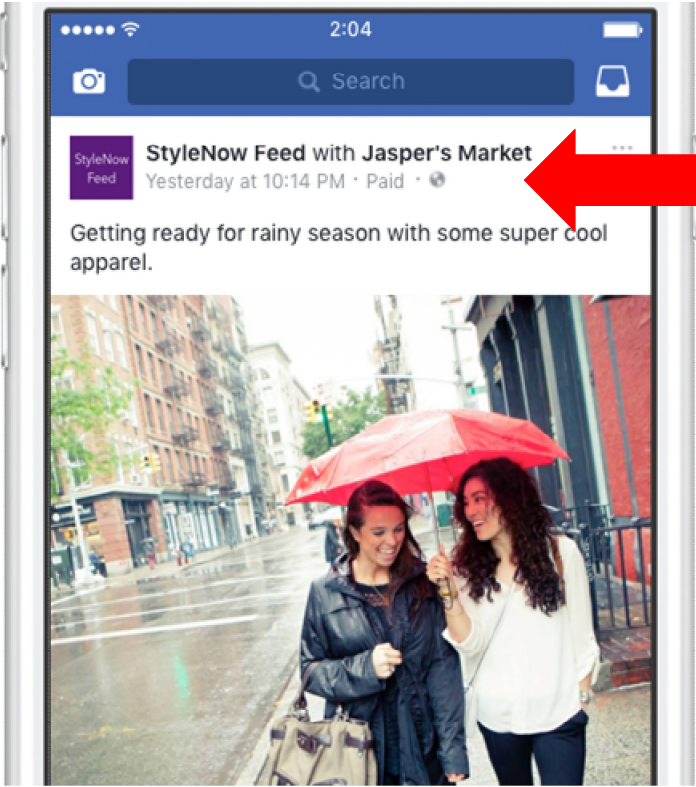 2:04
Search
StyleNow
Feed
StyleNow Feed with Jasper's Market
Yesterday at 10:14 PM · Paid ·
Getting ready for rainy season with some super cool
apparel.